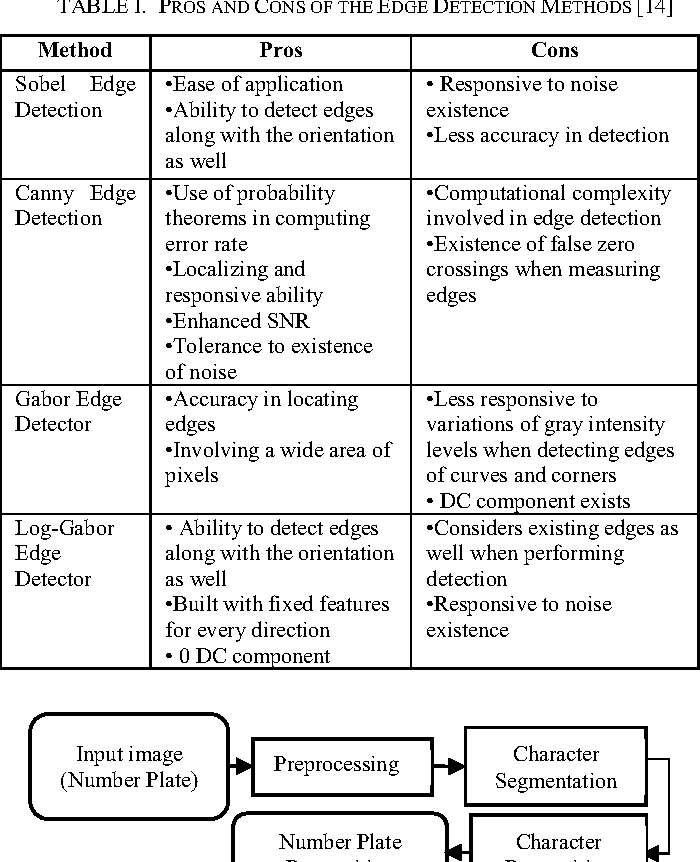 TABLE I. PROS AND CONS OF THE EDGE DETECTION METHODS [14]
Method Pros Cons
Sobel Edge
Detection
•Ease of application
•Ability to detect edges
along with the orientation
as well
• Responsive to noise
existence
•Less accuracy in detection
Canny Edge
Detection
•Use of probability
theorems in computing
error rate
•Localizing and
responsive ability
•Enhanced SNR
•Tolerance to existence
of noise
•Computational complexity
involved in edge detection
•Existence of false zero
crossings when measuring
edges
Gabor Edge
Detector
•Accuracy in locating
edges
•Involving a wide area of
pixels
•Less responsive to
variations of gray intensity
levels when detecting edges
of curves and corners
• DC component exists
Log-Gabor
Edge
Detector
• Ability to detect edges
along with the orientation
as well
•Built with fixed features
for every direction
• 0 DC component
•Considers existing edges as
well when performing
detection
•Responsive to noise
existence
Input image
(Number Plate)
Preprocessing
Character
Segmentation
Number Plate
Character